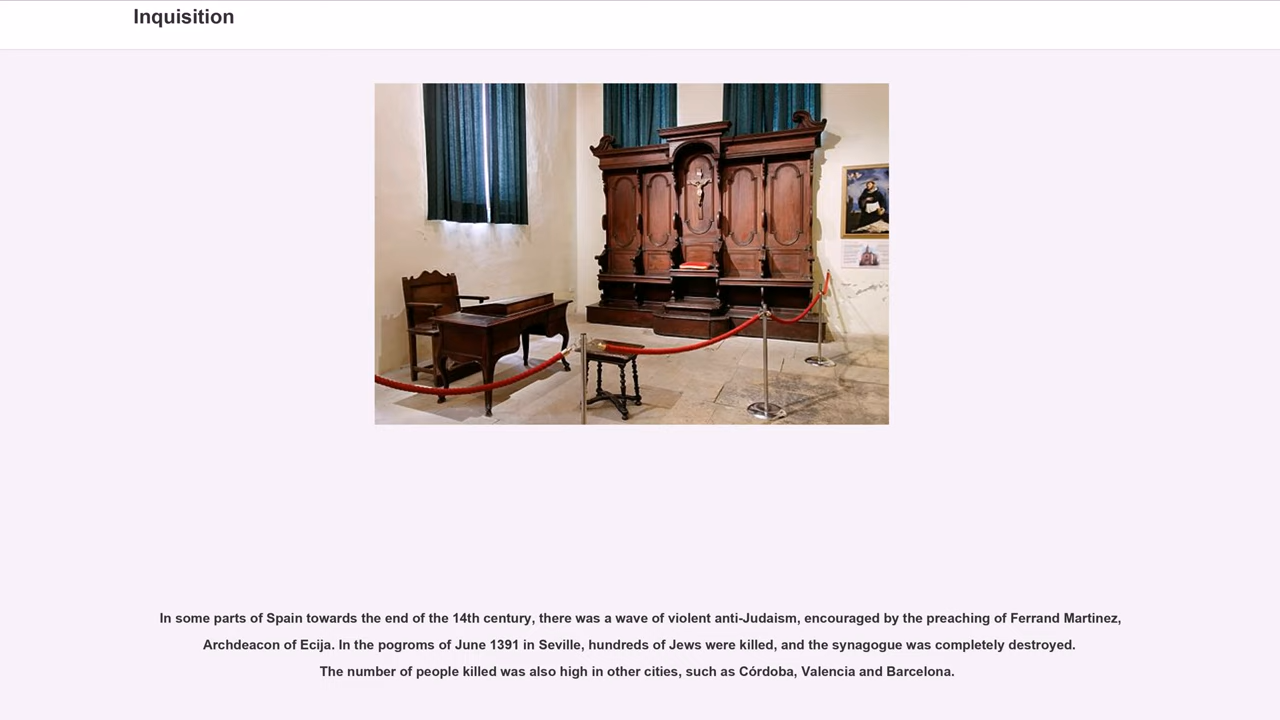 Inquisition
In some parts of Spain towards the end of the 14th century, there was a wave of violent anti-Judaism, encouraged by the preaching of Ferrand Martinez,
Archdeacon of Ecija. In the pogroms of June 1391 in Seville, hundreds of Jews were killed, and the synagogue was completely destroyed.
The number of people killed was also high in other cities, such as Córdoba, Valencia and Barcelona.